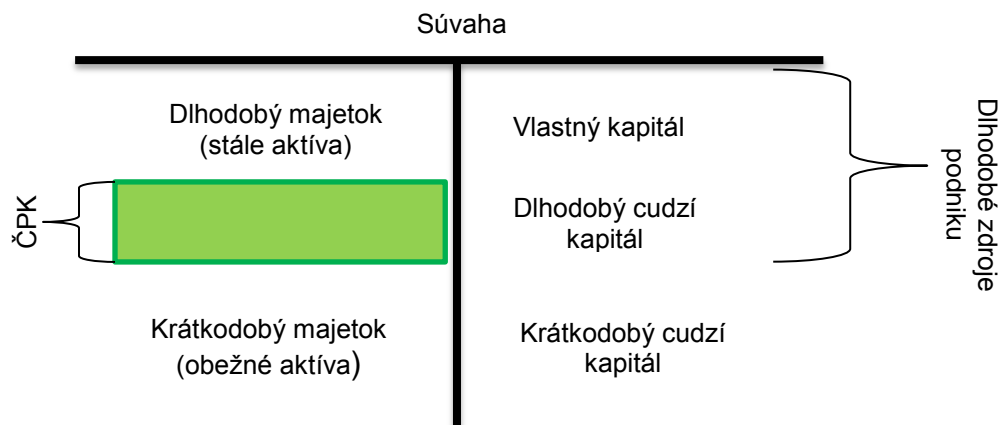 Súvaha
Dlhodobý majetok
(stále aktíva)
Vlastný kapitál
ČPK
Dlhodobý cudzí
kapitál
Dlhodobé zdroje
podniku
Krátkodobý majetok
(obežné aktíva)
Krátkodobý cudzí
kapitál